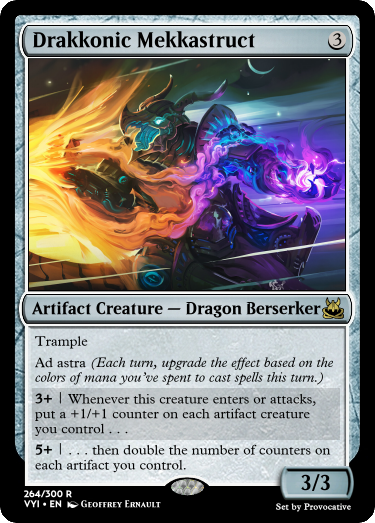 Drakkonic Mekkastruct 3
Artifact Creature — Dragon Berserker
Trample
Ad astra (Each turn, upgrade the effect based on the
colors of mana you've spent to cast spells this turn.)
3+ | Whenever this creature enters or attacks,
put a +1/+1 counter on each artifact creature
you control . . .
5+ | . . . then double the number of counters on
each artifact you control.
3/3
264/300 R
VYI • EN Geoffrey Ernault
Set by Provocative